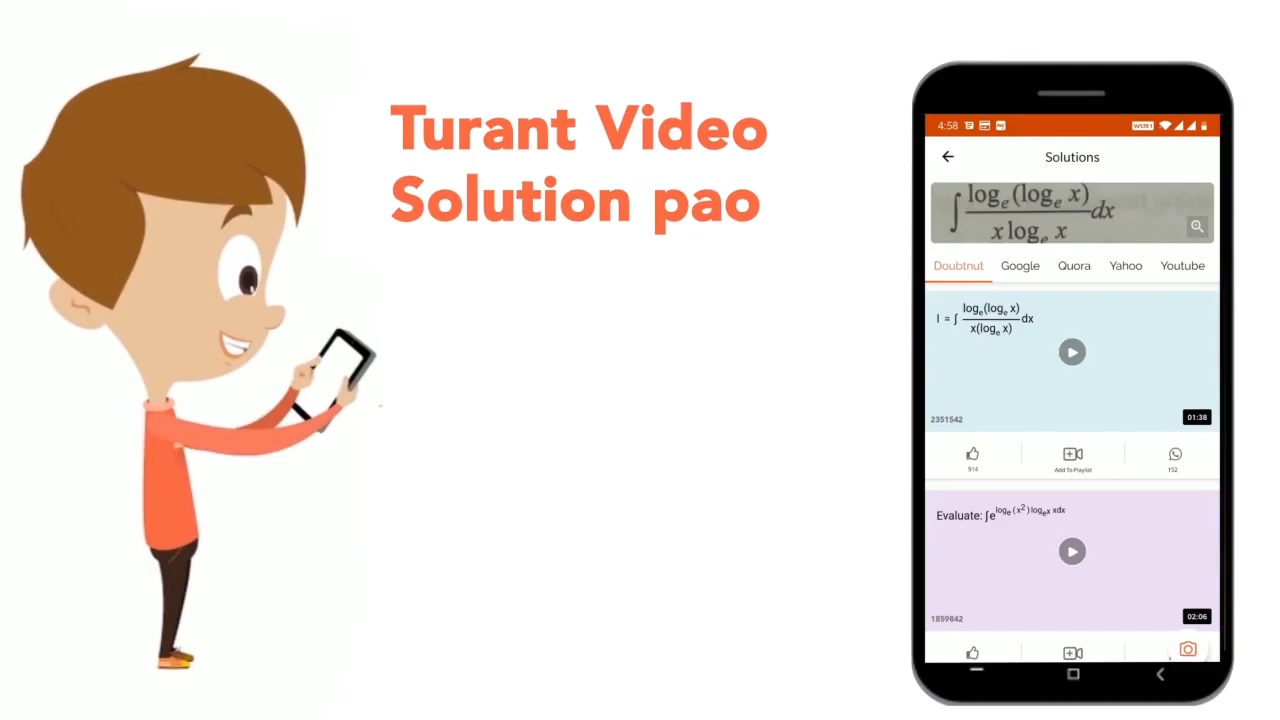 Turant Video
Solution pao
4:58
VoLTE1
Solutions
∫ logₑ(logₑ x) / x logₑ x dx
Doubtnut Google Quora Yahoo Youtube
I = ∫ logₑ(logₑ x) / x(logₑ x) dx
2351542 01:38
914 Add To Playlist 152
Evaluate: ∫e^logₑ(x²)logₑx xdx
1859842 02:06